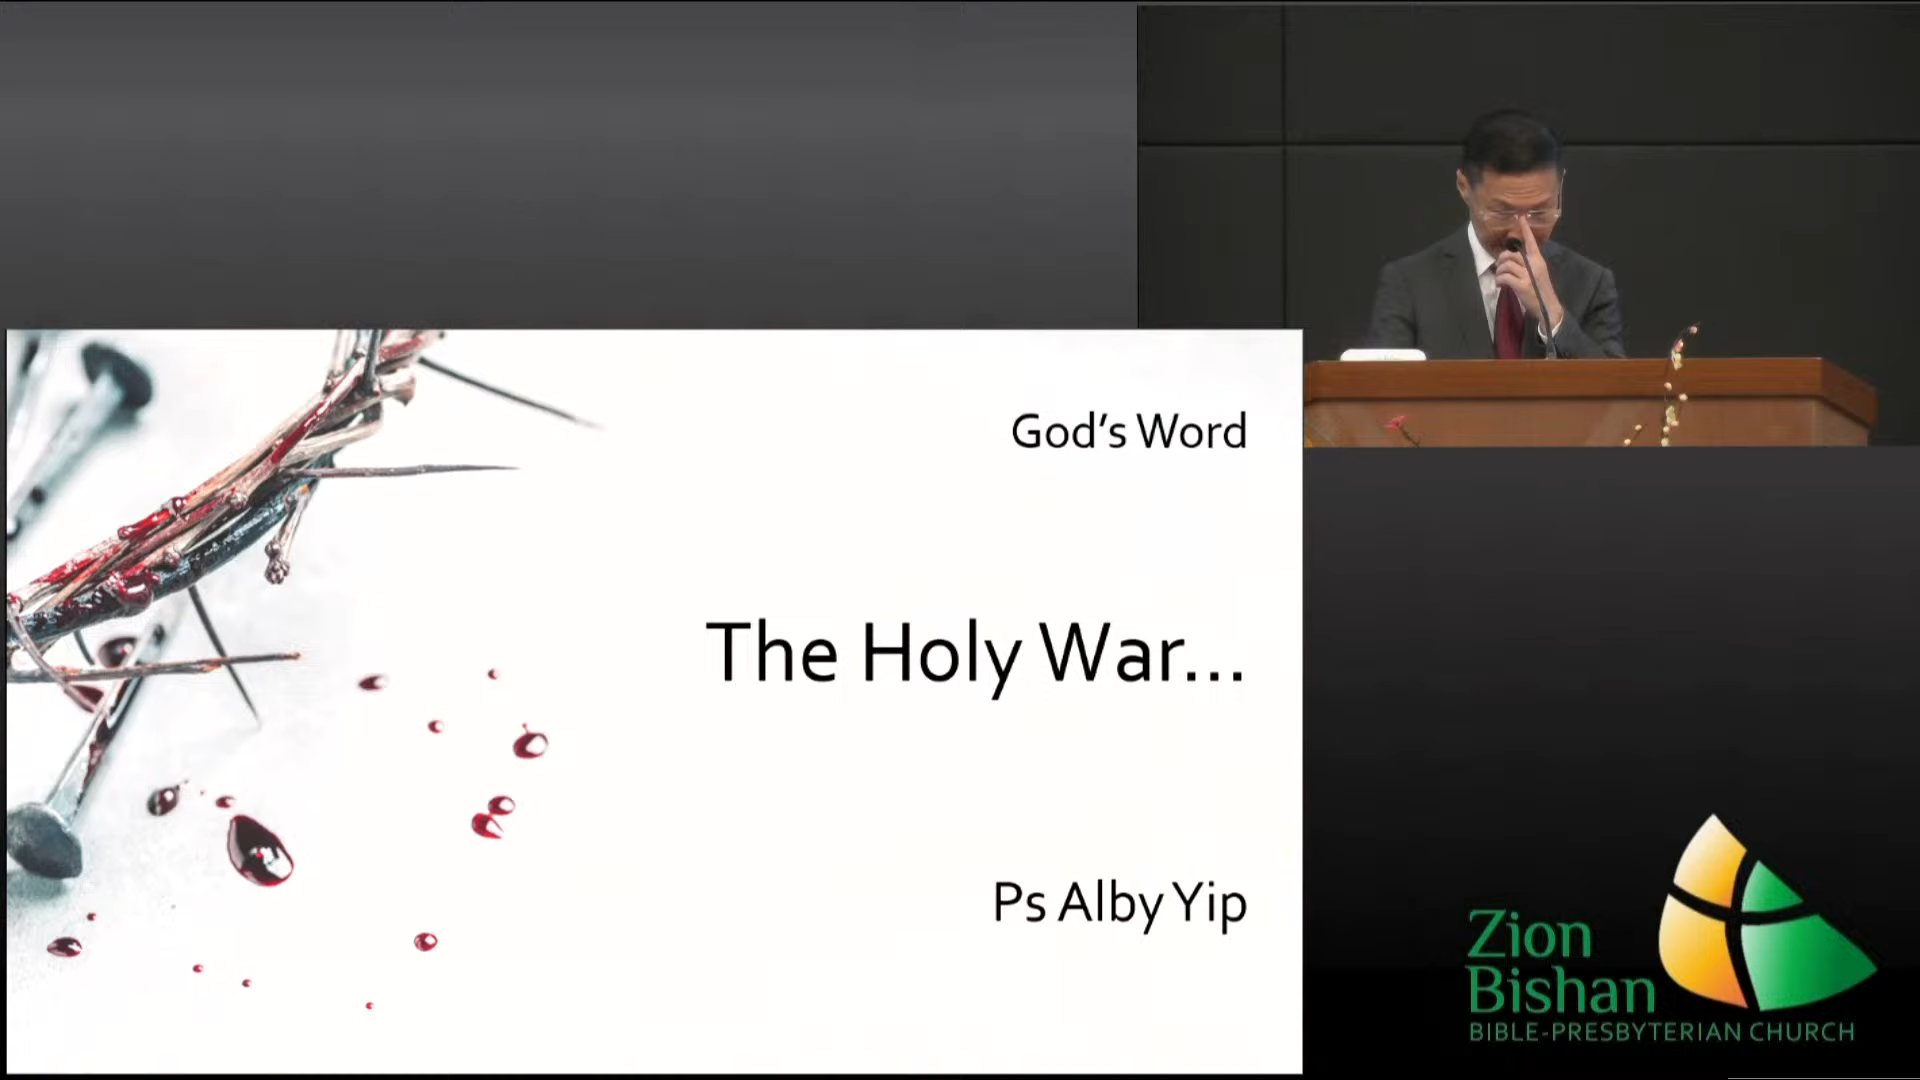 God's Word
The Holy War...
Ps Alby Yip
Zion
Bishan
BIBLE-PRESBYTERIAN CHURCH